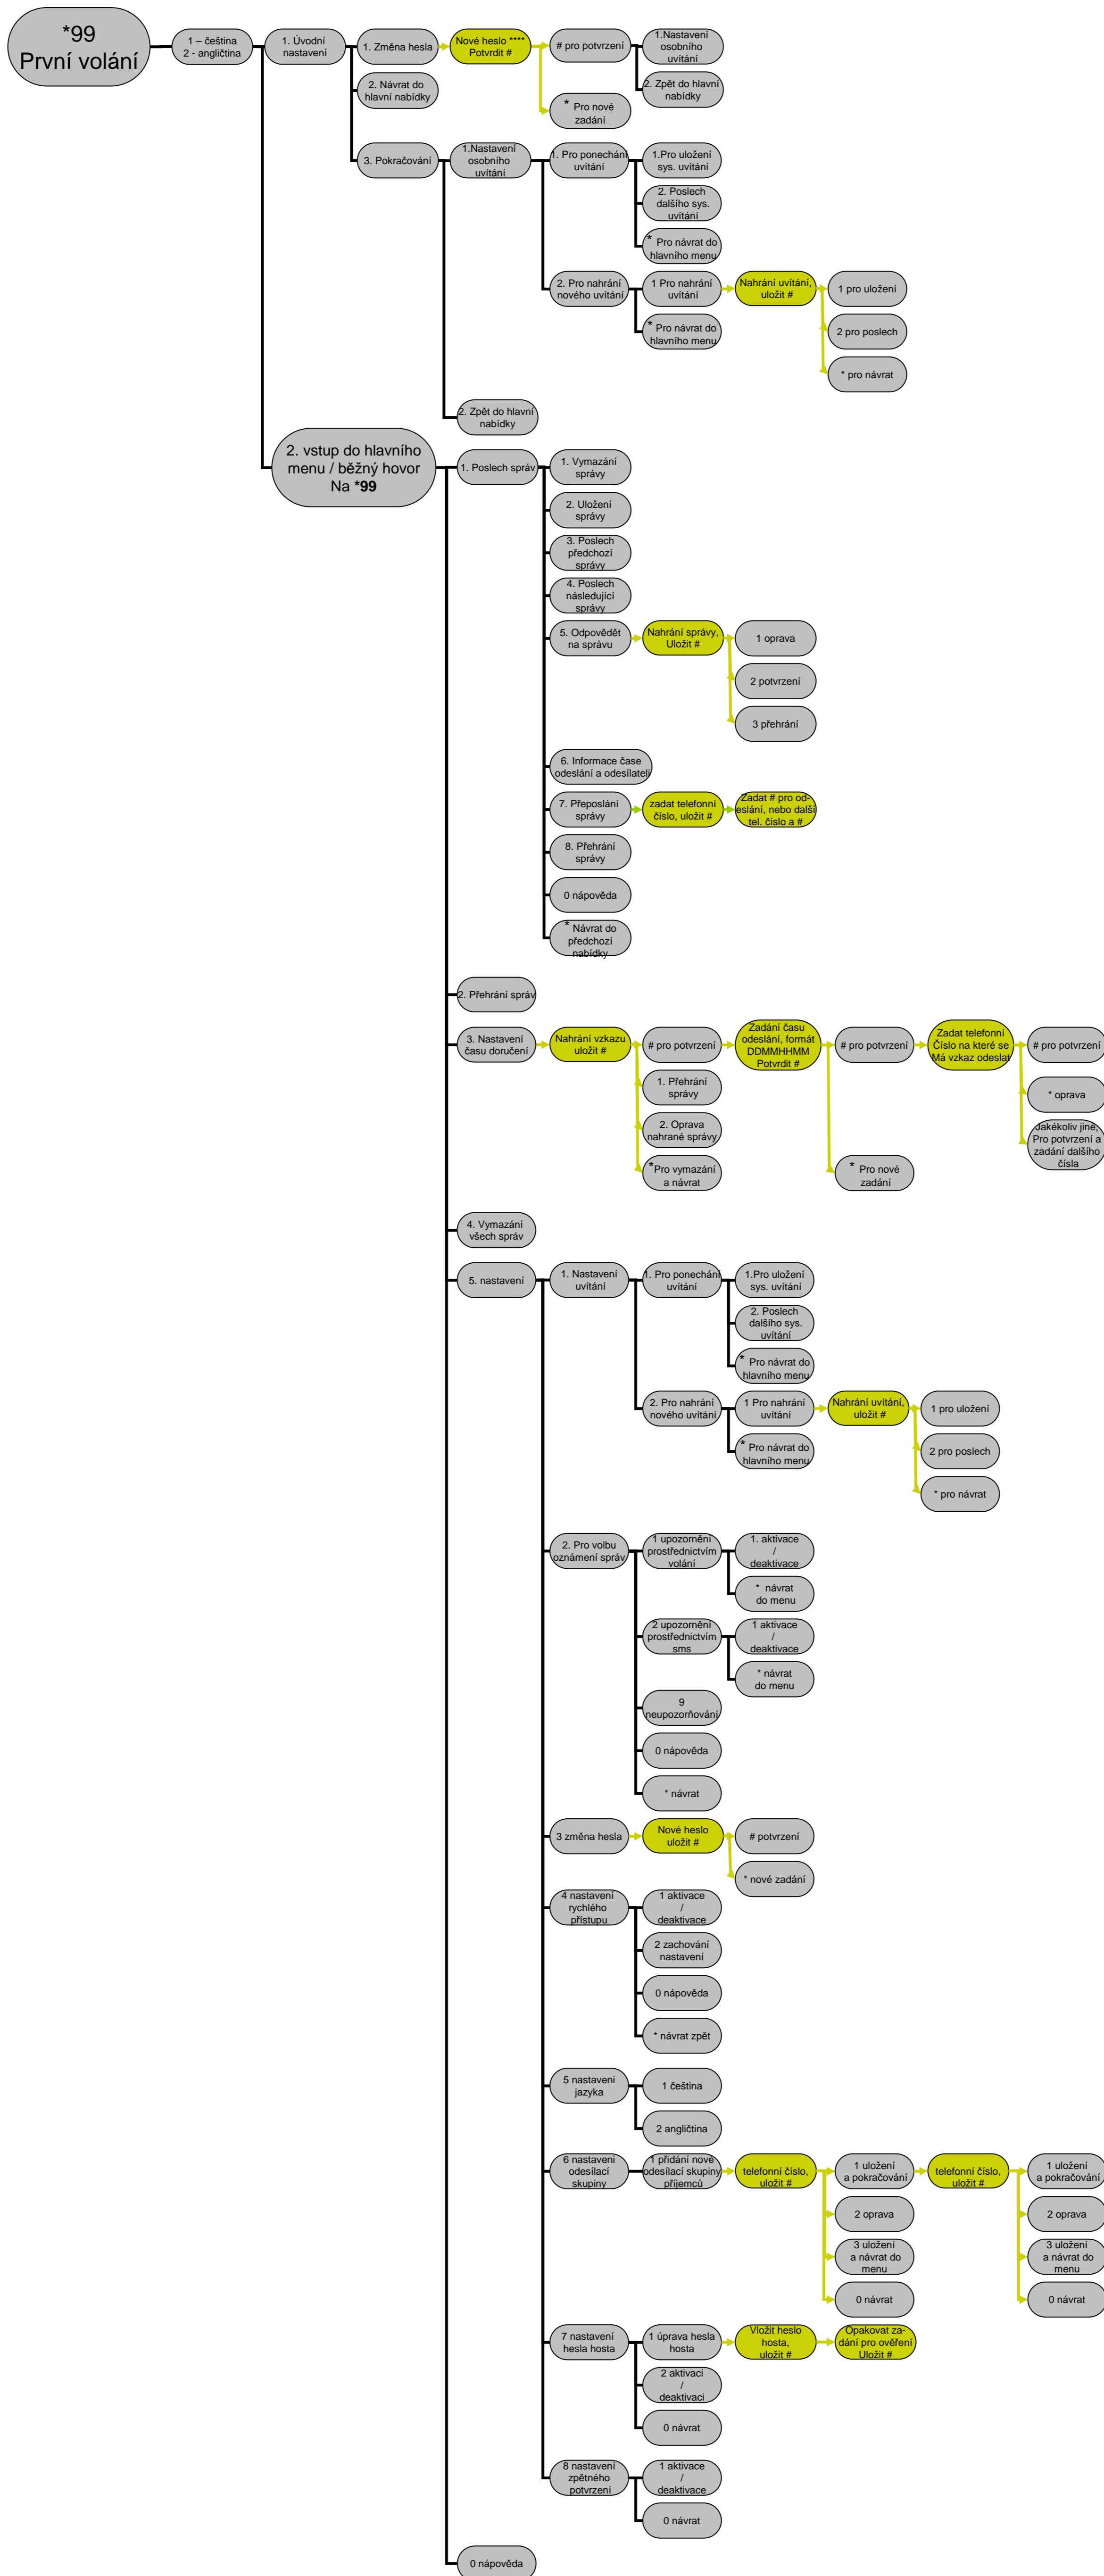 *99
První volání
1 – čeština
2 - angličtina
1. Úvodní
nastavení
1. Změna hesla
Nové heslo ****
Potvrdit #
# pro potvrzení
1.Nastavení
osobního
uvítání
2. Zpět do hlavní
nabídky
* Pro nové
zadání
2. Návrat do
hlavní nabídky
3. Pokračování
1.Nastavení
osobního
uvítání
1. Pro ponechání
uvítání
1.Pro uložení
sys. uvítání
2. Poslech
dalšího sys.
uvítání
* Pro návrat do
hlavního menu
2. Pro nahrání
nového uvítání
1 Pro nahrání
uvítání
Nahrání uvítání,
uložit #
1 pro uložení
2 pro poslech
* pro návrat
* Pro návrat do
hlavního menu
2. Zpět do hlavní
nabídky
2. vstup do hlavního
menu / běžný hovor
Na *99
1. Poslech správ
1. Vymazání
správy
2. Uložení
správy
3. Poslech
předchozí
správy
4. Poslech
následující
správy
5. Odpovědět
na správu
Nahrání správy,
Uložit #
1 oprava
2 potvrzení
3 přehrání
6. Informace čase
odeslání a odesílateli
7. Přeposlání
správy
zadat telefonní
číslo, uložit #
Zadat # pro od-
eslání, nebo další
tel. číslo a #
8. Přehrání
správy
0 nápověda
* Návrat do
předchozí
nabídky
2. Přehrání správ
3. Nastavení
času doručení
Nahrání vzkazu
uložit #
# pro potvrzení
Zadání času
odeslání, formát
DDMMHHMM
Potvrdit #
# pro potvrzení
Zadat telefonní
Číslo na které se
Má vzkaz odeslat
# pro potvrzení
* oprava
Jakékoliv jiné,
Pro potvrzení a
zadání dalšího
čísla
1. Přehrání
správy
2. Oprava
nahrané správy
*Pro vymazání
a návrat
* Pro nové
zadání
4. Vymazání
všech správ
5. nastavení
1. Nastavení
uvítání
1. Pro ponechání
uvítání
1.Pro uložení
sys. uvítání
2. Poslech
dalšího sys.
uvítání
* Pro návrat do
hlavního menu
2. Pro nahrání
nového uvítání
1 Pro nahrání
uvítání
Nahrání uvítání,
uložit #
1 pro uložení
2 pro poslech
* pro návrat
* Pro návrat do
hlavního menu
2. Pro volbu
oznámení správ
1 upozornění
prostřednictvím
volání
1. aktivace
/
deaktivace
* návrat
do menu
2 upozornění
prostřednictvím
sms
1 aktivace
/
deaktivace
* návrat
do menu
9
neupozorňování
0 nápověda
* návrat
3 změna hesla
Nové heslo
uložit #
# potvrzení
* nové zadání
4 nastavení
rychlého
přístupu
1 aktivace
/
deaktivace
2 zachování
nastavení
0 nápověda
* návrat zpět
5 nastaveni
jazyka
1 čeština
2 angličtina
6 nastaveni
odesílací
skupiny
1 přidání nové
odesílací skupiny
příjemců
telefonní číslo,
uložit #
1 uložení
a pokračování
telefonní číslo,
uložit #
1 uložení
a pokračování
2 oprava
2 oprava
3 uložení
a návrat do
menu
3 uložení
a návrat do
menu
0 návrat
0 návrat
7 nastavení
hesla hosta
1 úprava hesla
hosta
Vložit heslo
hosta,
uložit #
Opakovat za-
dání pro ověření
Uložit #
2 aktivaci
/
deaktivaci
0 návrat
8 nastavení
zpětného
potvrzení
1 aktivace
/
deaktivace
0 návrat
0 nápověda